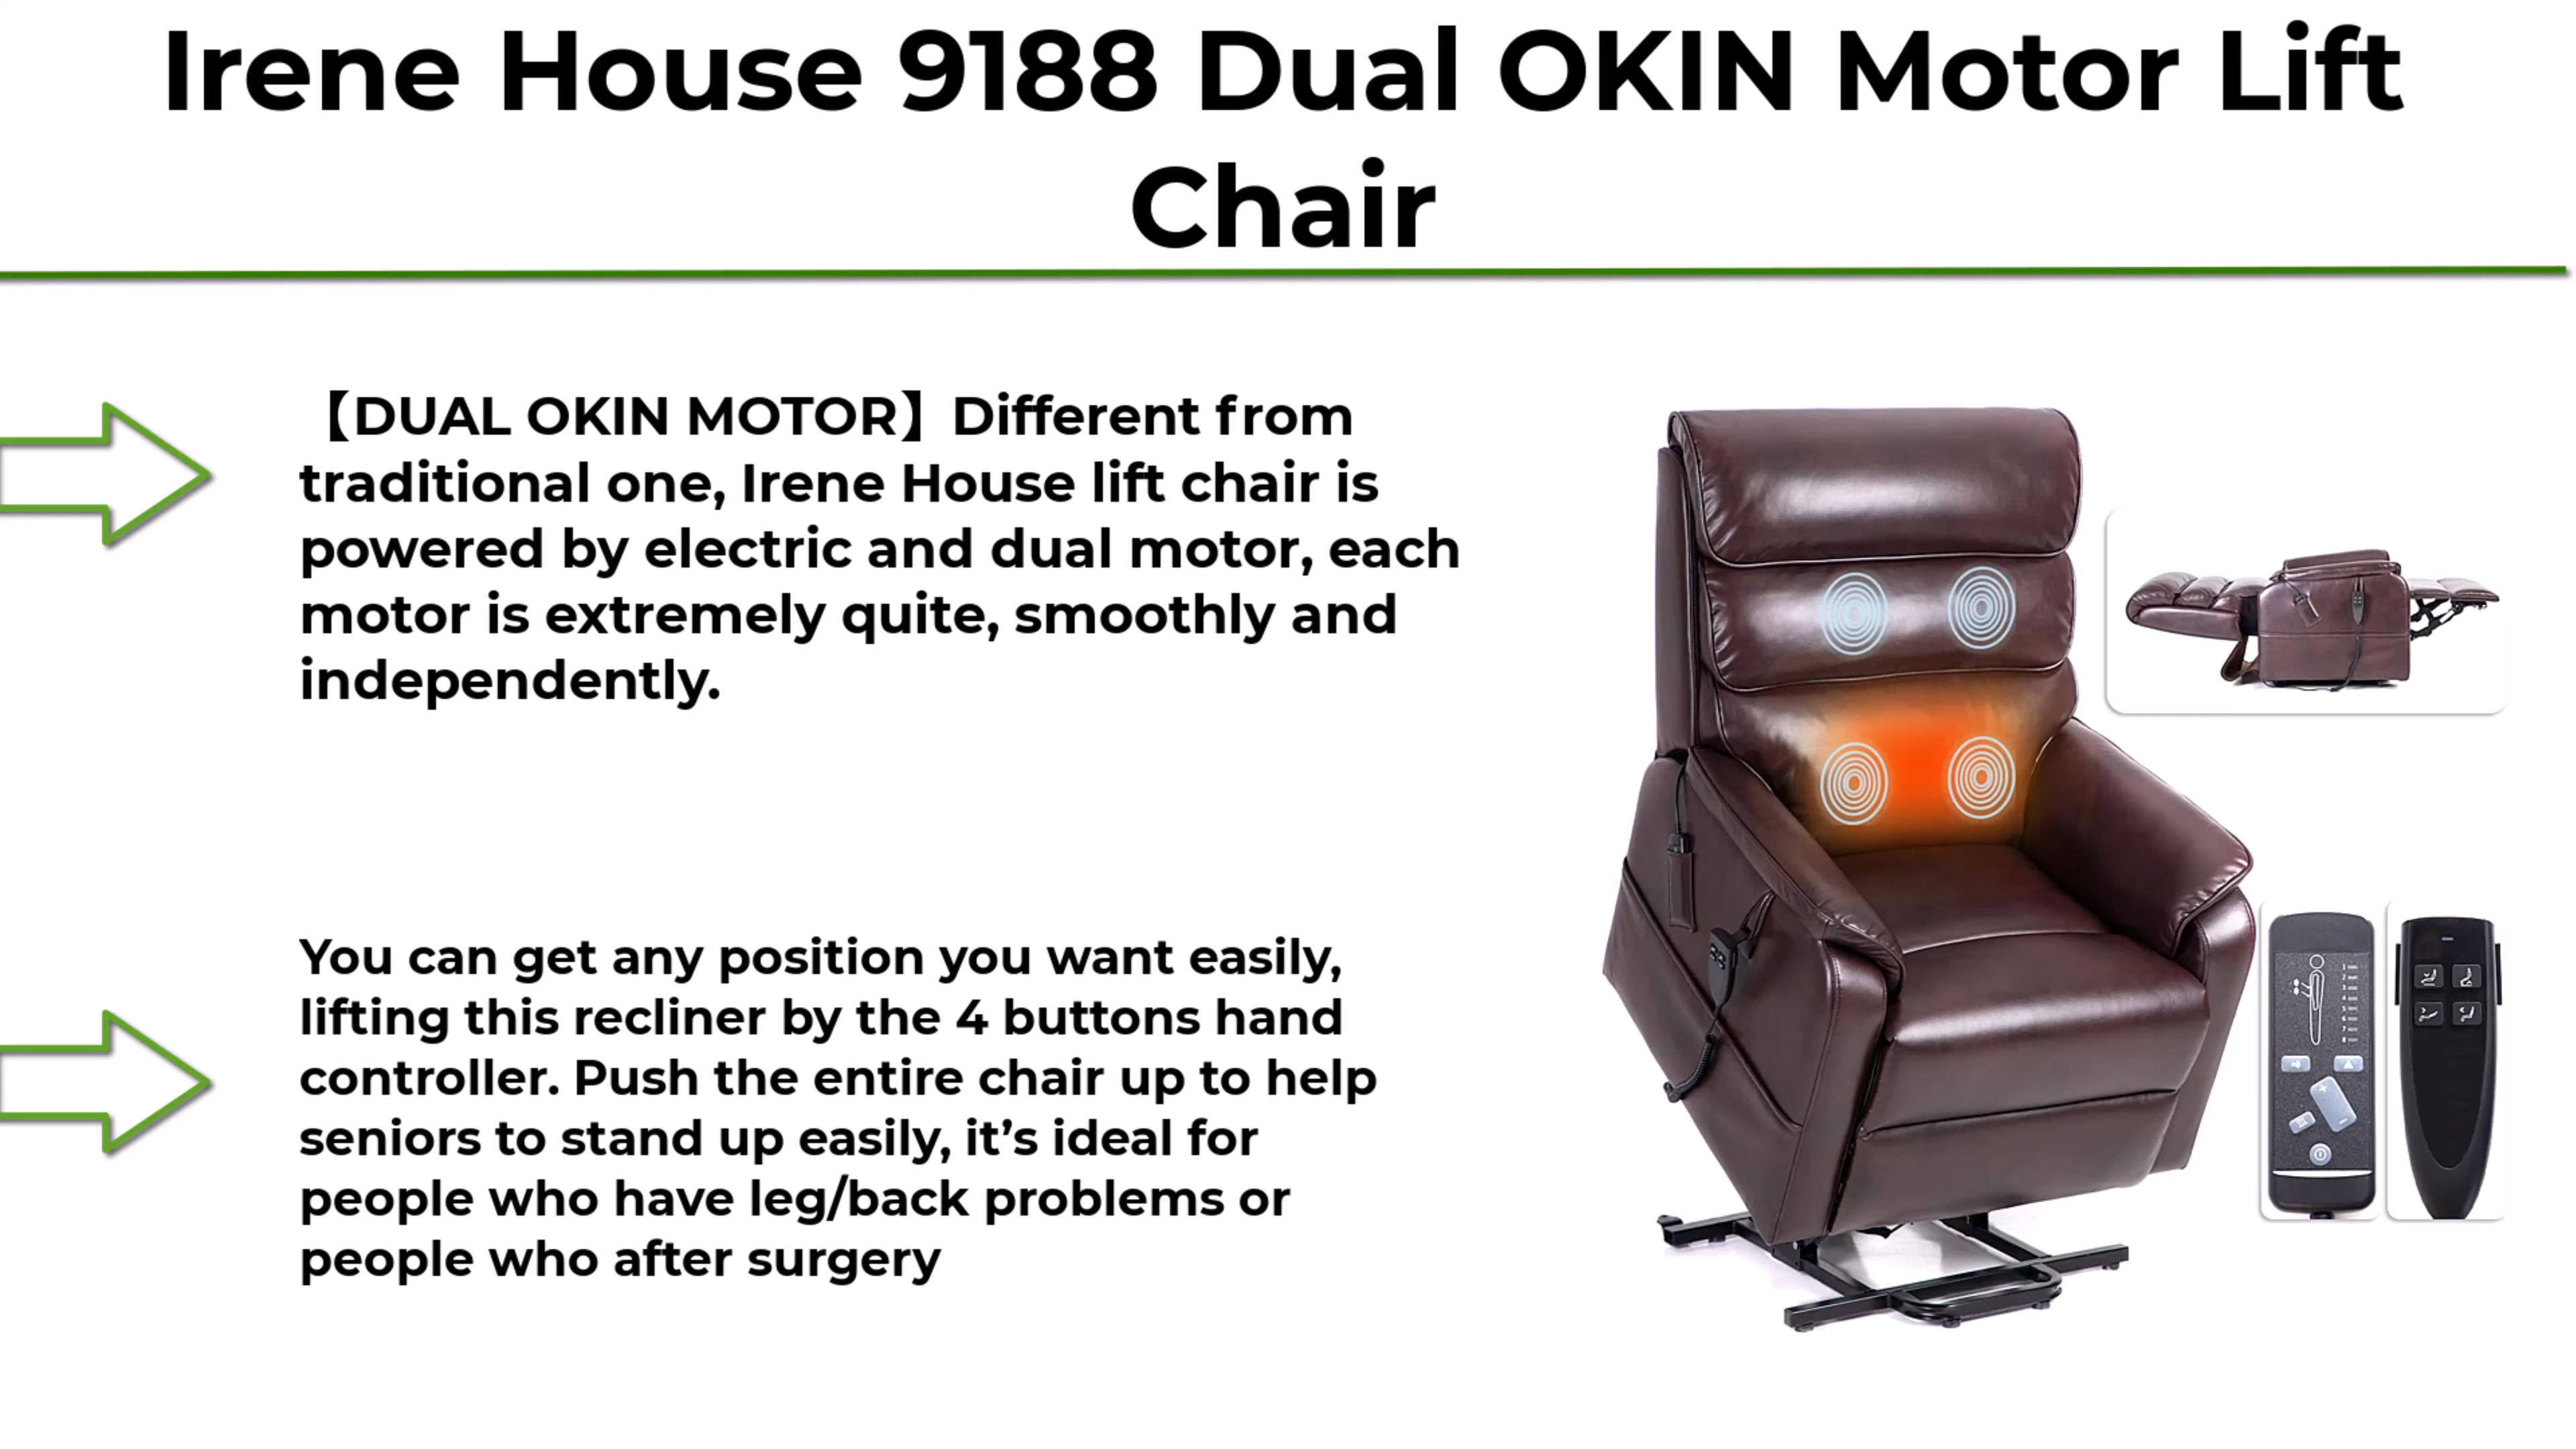 Irene House 9188 Dual OKIN Motor Lift
Chair
【DUAL OKIN MOTOR】Different from
traditional one, Irene House lift chair is
powered by electric and dual motor, each
motor is extremely quite, smoothly and
independently.
You can get any position you want easily,
lifting this recliner by the 4 buttons hand
controller. Push the entire chair up to help
seniors to stand up easily, it’s ideal for
people who have leg/back problems or
people who after surgery